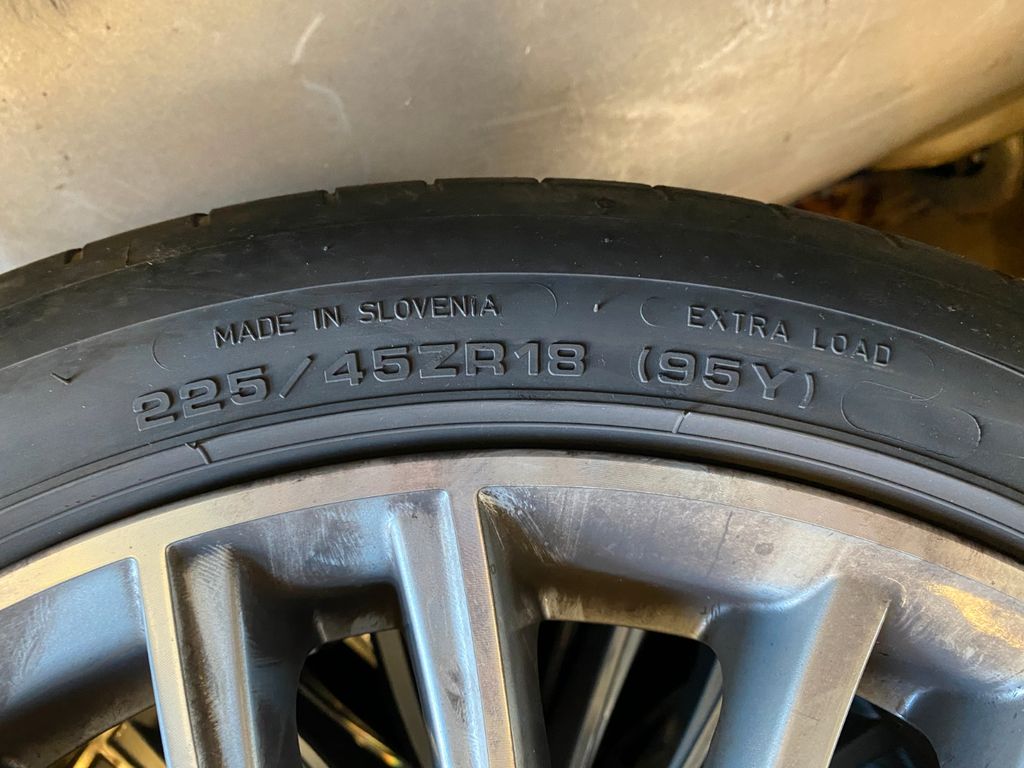 MADE IN SLOVENIA
EXTRA LOAD
225/45ZR18 (95Y)